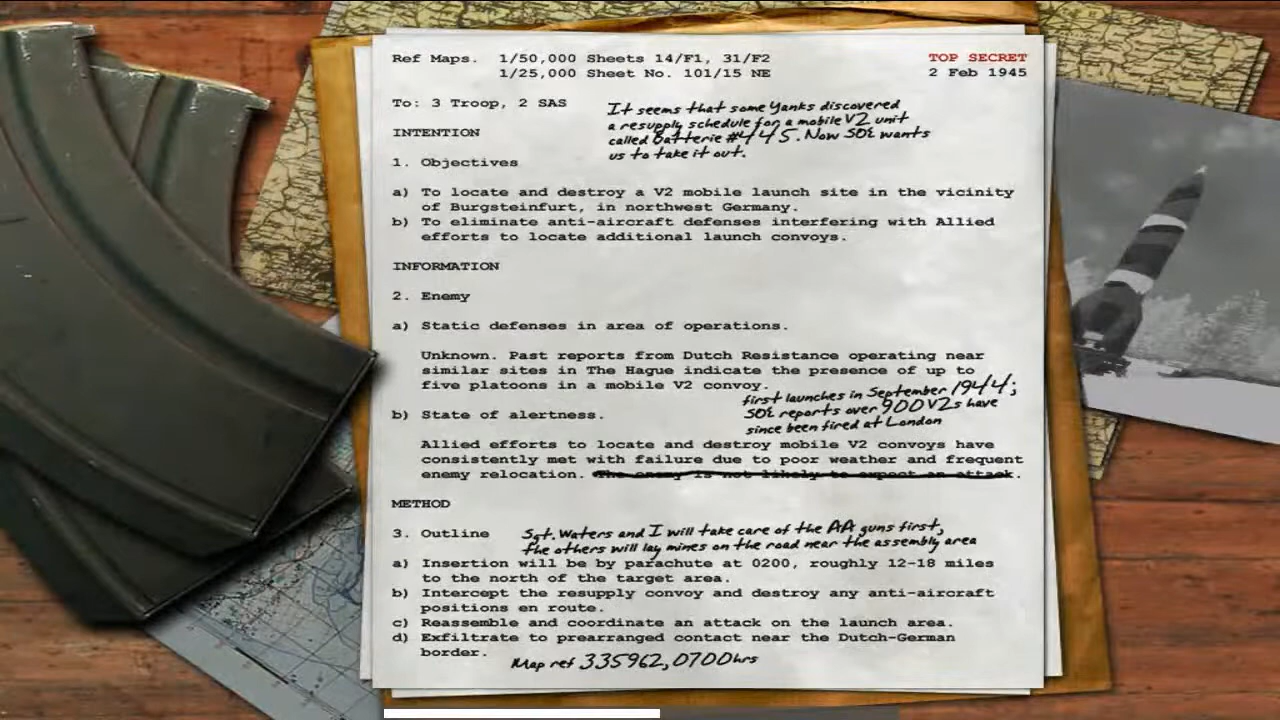 Ref Maps. 1/50,000 Sheets 14/F1, 31/F2
TOP SECRET
1/25,000 Sheet No. 101/15 NE
2 Feb 1945
To: 3 Troop, 2 SAS
It seems that some Yanks discovered
a resupply schedule for a mobile V2 unit
called Batterie #445. Now SOE wants
us to take it out.
INTENTION
1. Objectives
a) To locate and destroy a V2 mobile launch site in the vicinity
of Burgsteinfurt, in northwest Germany.
b) To eliminate anti-aircraft defenses interfering with Allied
efforts to locate additional launch convoys.
INFORMATION
2. Enemy
a) Static defenses in area of operations.
Unknown. Past reports from Dutch Resistance operating near
similar sites in The Hague indicate the presence of up to
five platoons in a mobile V2 convoy.
first launches in September 1944;
SOE reports over 900 V2s have
since been fired at London
b) State of alertness.
Allied efforts to locate and destroy mobile V2 convoys have
consistently met with failure due to poor weather and frequent
enemy relocation. The enemy is not likely to expect an attack.
METHOD
3. Outline
Sgt. Waters and I will take care of the AA guns first,
the others will lay mines on the road near the assembly area
a) Insertion will be by parachute at 0200, roughly 12-18 miles
to the north of the target area.
b) Intercept the resupply convoy and destroy any anti-aircraft
positions en route.
c) Reassemble and coordinate an attack on the launch area.
d) Exfiltrate to prearranged contact near the Dutch-German
border.
Map ref 335962, 0700hrs